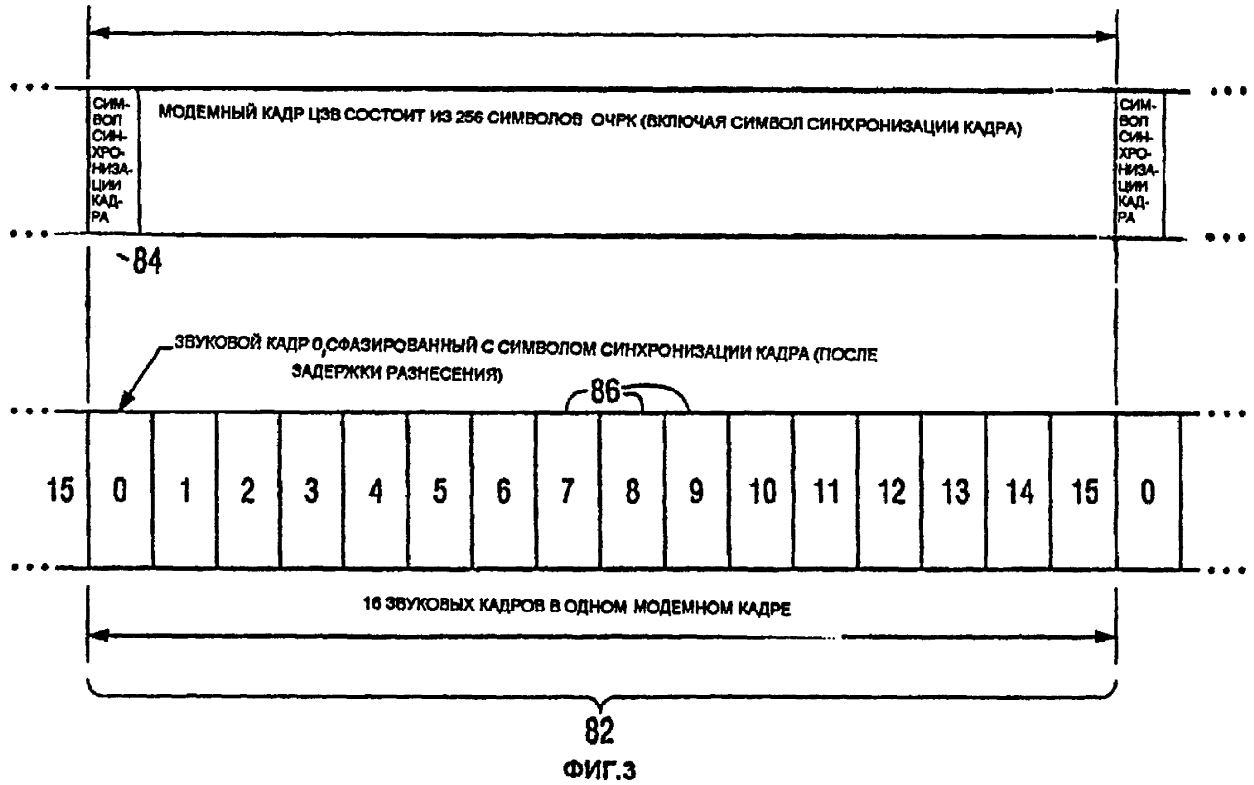 СИМ-
ВОЛ
СИН-
ХРО-
НИЗА-
ЦИИ
КАД-
РА
МОДЕМНЫЙ КАДР ЦЗВ СОСТОИТ ИЗ 256 СИМВОЛОВ ОЧРК (ВКЛЮЧАЯ СИМВОЛ СИНХРОНИЗАЦИИ КАДРА)
СИМ-
ВОЛ
СИН-
ХРО-
НИЗА-
ЦИИ
КАД-
РА
84
ЗВУКОВОЙ КАДР 0, СФАЗИРОВАННЫЙ С СИМВОЛОМ СИНХРОНИЗАЦИИ КАДРА (ПОСЛЕ
ЗАДЕРЖКИ РАЗНЕСЕНИЯ)
86
15 0 1 2 3 4 5 6 7 8 9 10 11 12 13 14 15 0
16 ЗВУКОВЫХ КАДРОВ В ОДНОМ МОДЕМНОМ КАДРЕ
82
ФИГ.3